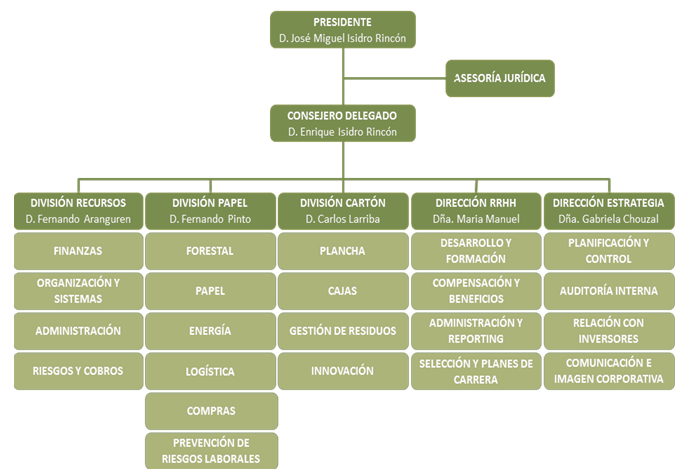 PRESIDENTE
D. José Miguel Isidro Rincón
ASESORÍA JURÍDICA
CONSEJERO DELEGADO
D. Enrique Isidro Rincón
DIVISIÓN RECURSOS
D. Fernando Aranguren
FINANZAS
ORGANIZACIÓN Y
SISTEMAS
ADMINISTRACIÓN
RIESGOS Y COBROS
DIVISIÓN PAPEL
D. Fernando Pinto
FORESTAL
PAPEL
ENERGÍA
LOGÍSTICA
COMPRAS
PREVENCIÓN DE
RIESGOS LABORALES
DIVISIÓN CARTÓN
D. Carlos Larriba
PLANCHA
CAJAS
GESTIÓN DE RESIDUOS
INNOVACIÓN
DIRECCIÓN RRHH
Dña. María Manuel
DESARROLLO Y
FORMACIÓN
COMPENSACIÓN Y
BENEFICIOS
ADMINISTRACIÓN Y
REPORTING
SELECCIÓN Y PLANES DE
CARRERA
DIRECCIÓN ESTRATEGIA
Dña. Gabriela Chouzal
PLANIFICACIÓN Y
CONTROL
AUDITORÍA INTERNA
RELACIÓN CON
INVERSORES
COMUNICACIÓN E
IMAGEN CORPORATIVA